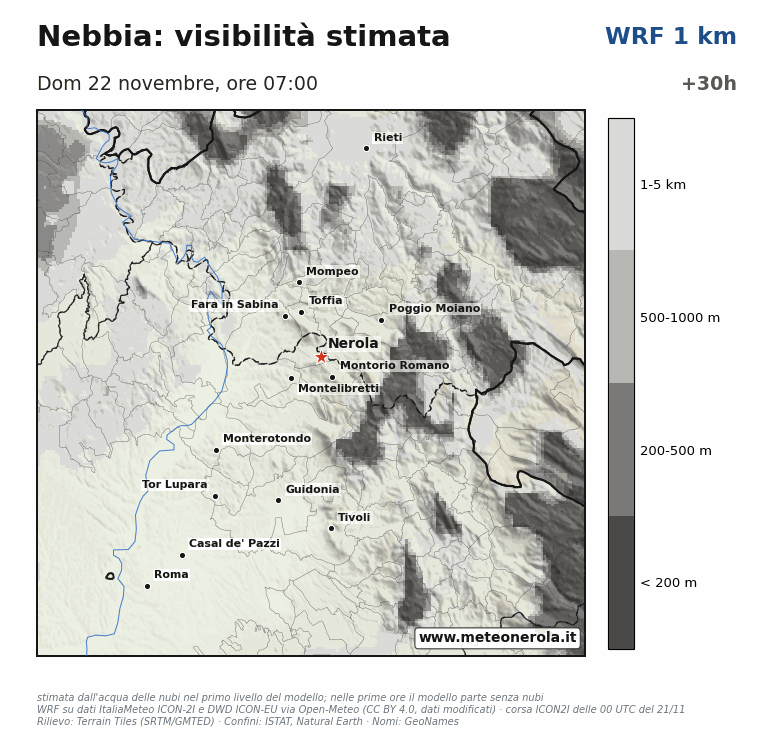 Nebbia: visibilità stimata
WRF 1 km
Dom 22 novembre, ore 07:00
+30h
Rieti
Mompeo
Toffia
Fara in Sabina
Poggio Moiano
Nerola
Montorio Romano
Montelibretti
Monterotondo
Tor Lupara
Guidonia
Tivoli
Casal de' Pazzi
Roma
www.meteonerola.it
1-5 km
500-1000 m
200-500 m
< 200 m
stimata dall'acqua delle nubi nel primo livello del modello; nelle prime ore il modello parte senza nubi
WRF su dati ItaliaMeteo ICON-2I e DWD ICON-EU via Open-Meteo (CC BY 4.0, dati modificati) · corsa ICON2I delle 00 UTC del 21/11
Rilievo: Terrain Tiles (SRTM/GMTED) · Confini: ISTAT, Natural Earth · Nomi: GeoNames